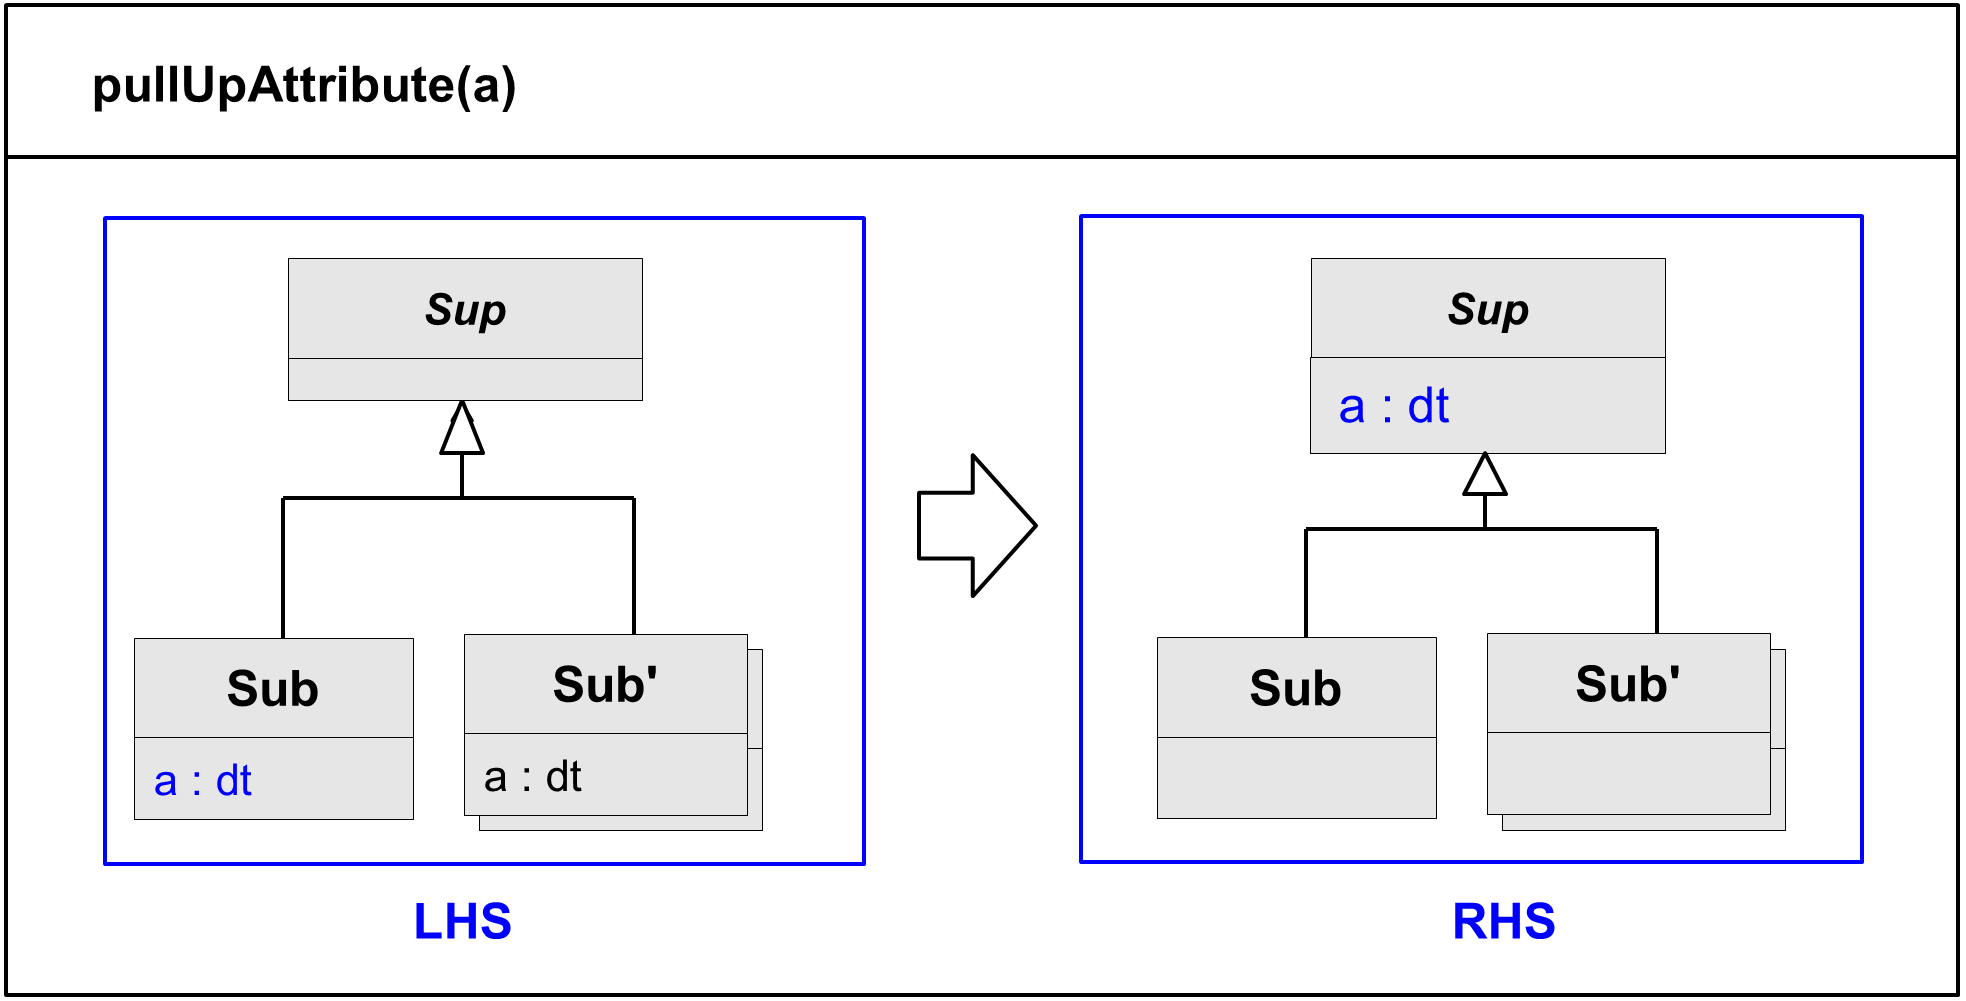 pullUpAttribute(a)
Sup
Sub
a : dt
Sub'
a : dt
LHS
Sup
a : dt
Sub
Sub'
RHS